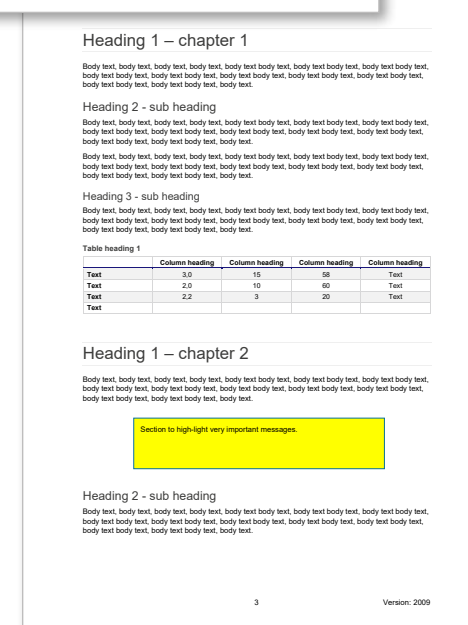 Heading 1 – chapter 1
Body text, body text, body text, body text, body text body text, body text body text, body text body text,
body text body text, body text body text, body text body text, body text body text, body text body text,
body text body text, body text body text.
Heading 2 - sub heading
Body text, body text, body text, body text, body text body text, body text body text, body text body text,
body text body text, body text body text, body text body text, body text body text, body text body text,
body text body text, body text body text.
Body text, body text, body text, body text, body text body text, body text body text, body text body text,
body text body text, body text body text, body text body text, body text body text, body text body text,
body text body text, body text body text.
Heading 3 - sub heading
Body text, body text, body text, body text, body text body text, body text body text, body text body text,
body text body text, body text body text, body text body text, body text body text, body text body text,
body text body text, body text body text.
Table heading 1
Column heading Column heading Column heading Column heading
Text 3,0 15 58 Text
Text 2,0 10 60 Text
Text 2,2 3 20 Text
Text
Heading 1 – chapter 2
Body text, body text, body text, body text, body text body text, body text body text, body text body text,
body text body text, body text body text, body text body text, body text body text, body text body text,
body text body text, body text body text.
Section to high-light very important messages.
Heading 2 - sub heading
Body text, body text, body text, body text, body text body text, body text body text, body text body text,
body text body text, body text body text, body text body text, body text body text, body text body text,
body text body text, body text body text.
3 Version: 2009